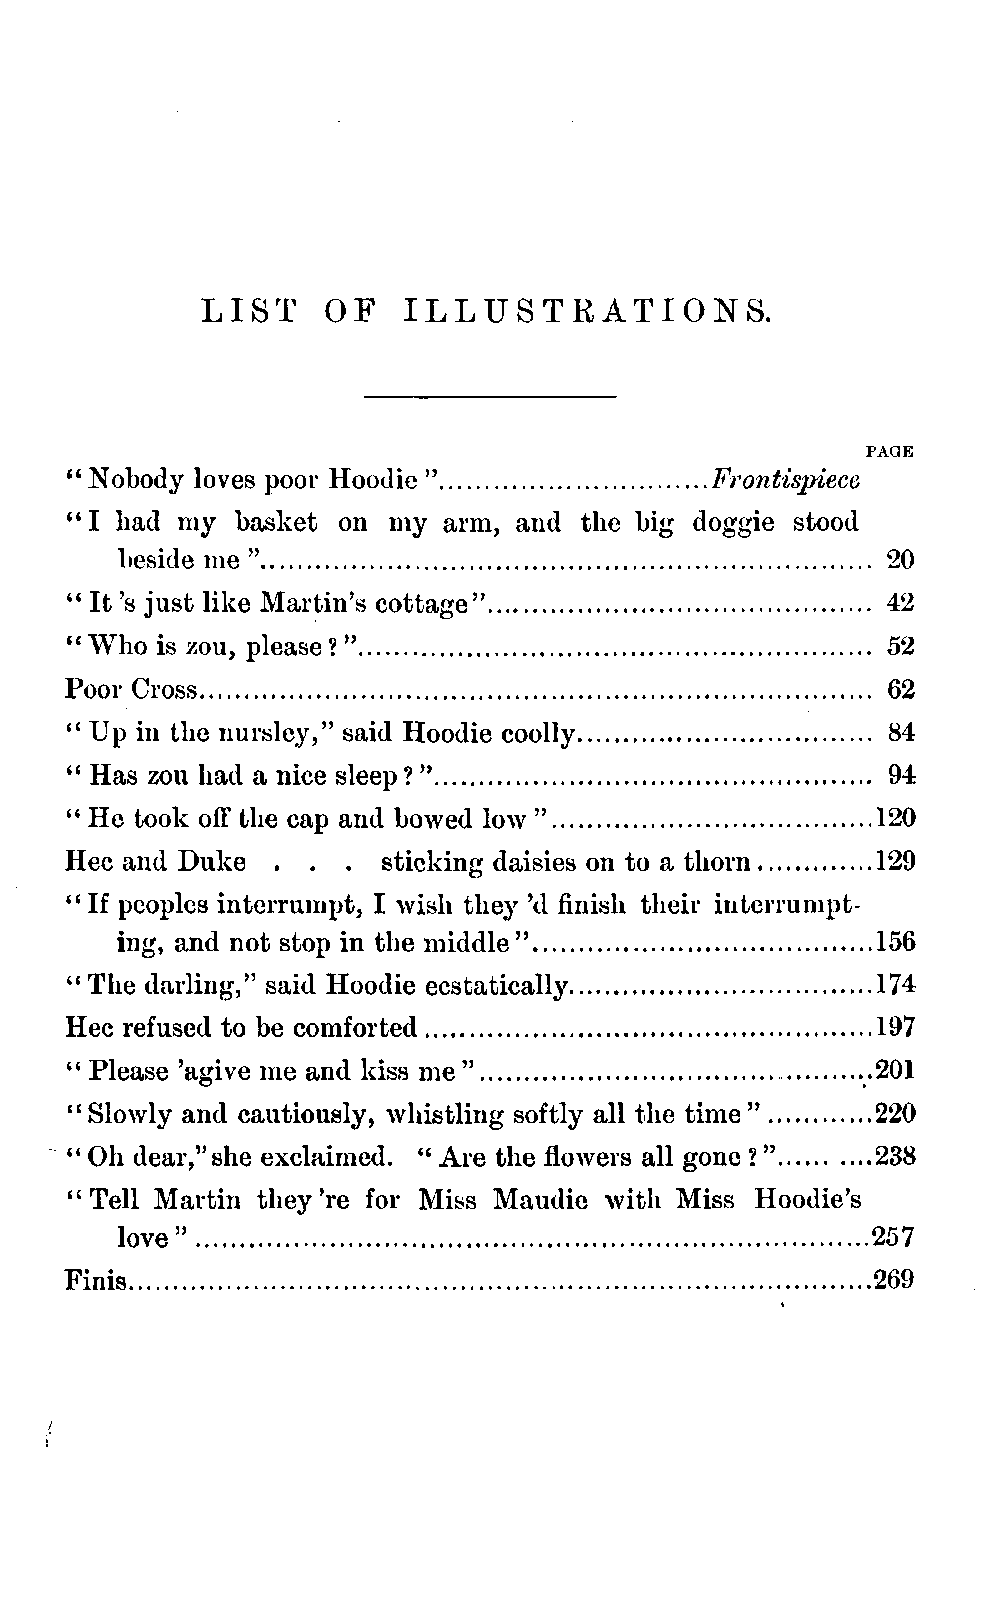 LIST OF ILLUSTRATIONS.
PAGE
“Nobody loves poor Hoodie”..............................Frontispiece
“I had my basket on my arm, and the big doggie stood
beside me”.................................................................... 20
“It 's just like Martin's cottage”.......................................... 42
“Who is zou, please?”......................................................... 52
Poor Cross........................................................................... 62
“Up in the nursley,” said Hoodie coolly................................. 84
“Has zou had a nice sleep?”................................................. 94
“He took off the cap and bowed low”....................................120
Hec and Duke . . . sticking daisies on to a thorn.............129
“If peoples interrupt, I wish they 'd finish their interrupt-
ing, and not stop in the middle”......................................156
“The darling,” said Hoodie ecstatically..................................174
Hec refused to be comforted..................................................197
“Please 'agive me and kiss me”............................................201
“Slowly and cautiously, whistling softly all the time”............220
“Oh dear,” she exclaimed. “Are the flowers all gone?”...... ....238
“Tell Martin they 're for Miss Maudie with Miss Hoodie's
love”...........................................................................257
Finis...................................................................................269